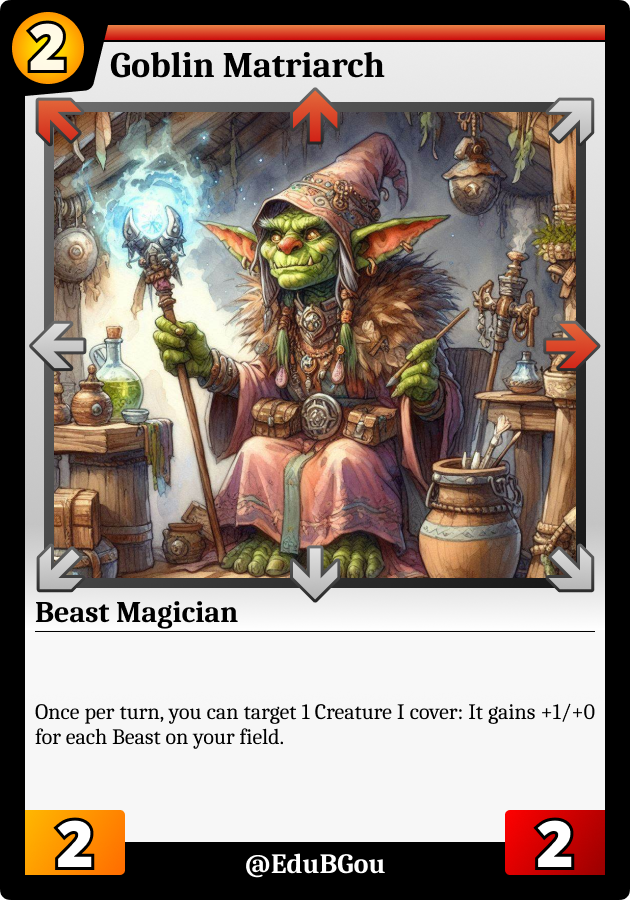 2
Goblin Matriarch
Beast Magician
Once per turn, you can target 1 Creature I cover: It gains +1/+0
for each Beast on your field.
2
@EduBGou
2